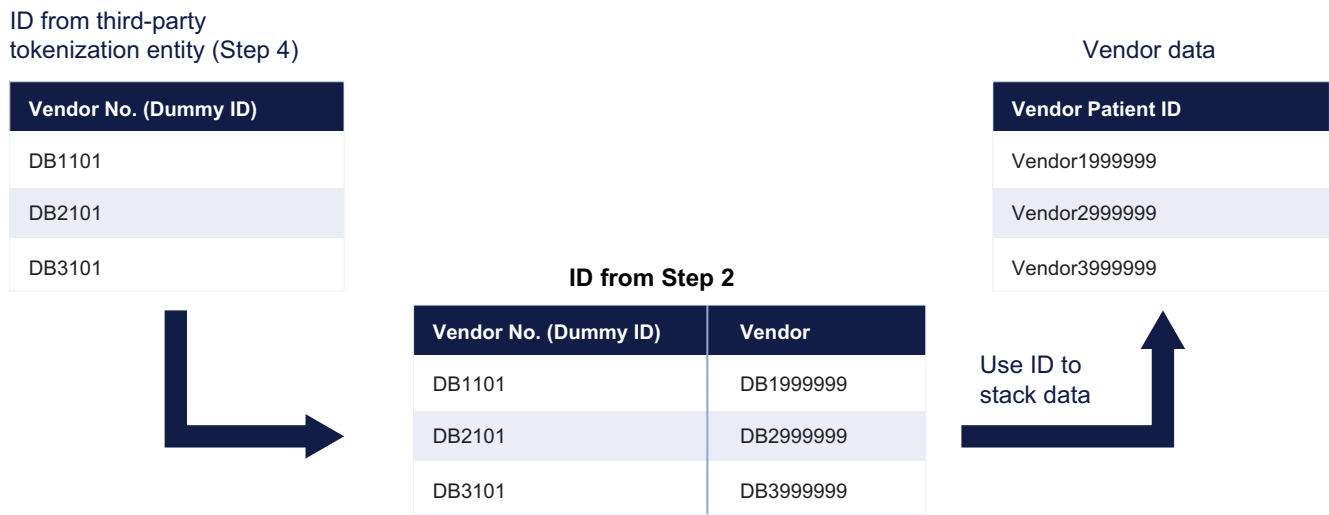 ID from third-party
tokenization entity (Step 4)
Vendor No. (Dummy ID)
DB1101
DB2101
DB3101
ID from Step 2
Vendor No. (Dummy ID) Vendor
DB1101 DB1999999
DB2101 DB2999999
DB3101 DB3999999
Use ID to
stack data
Vendor data
Vendor Patient ID
Vendor1999999
Vendor2999999
Vendor3999999